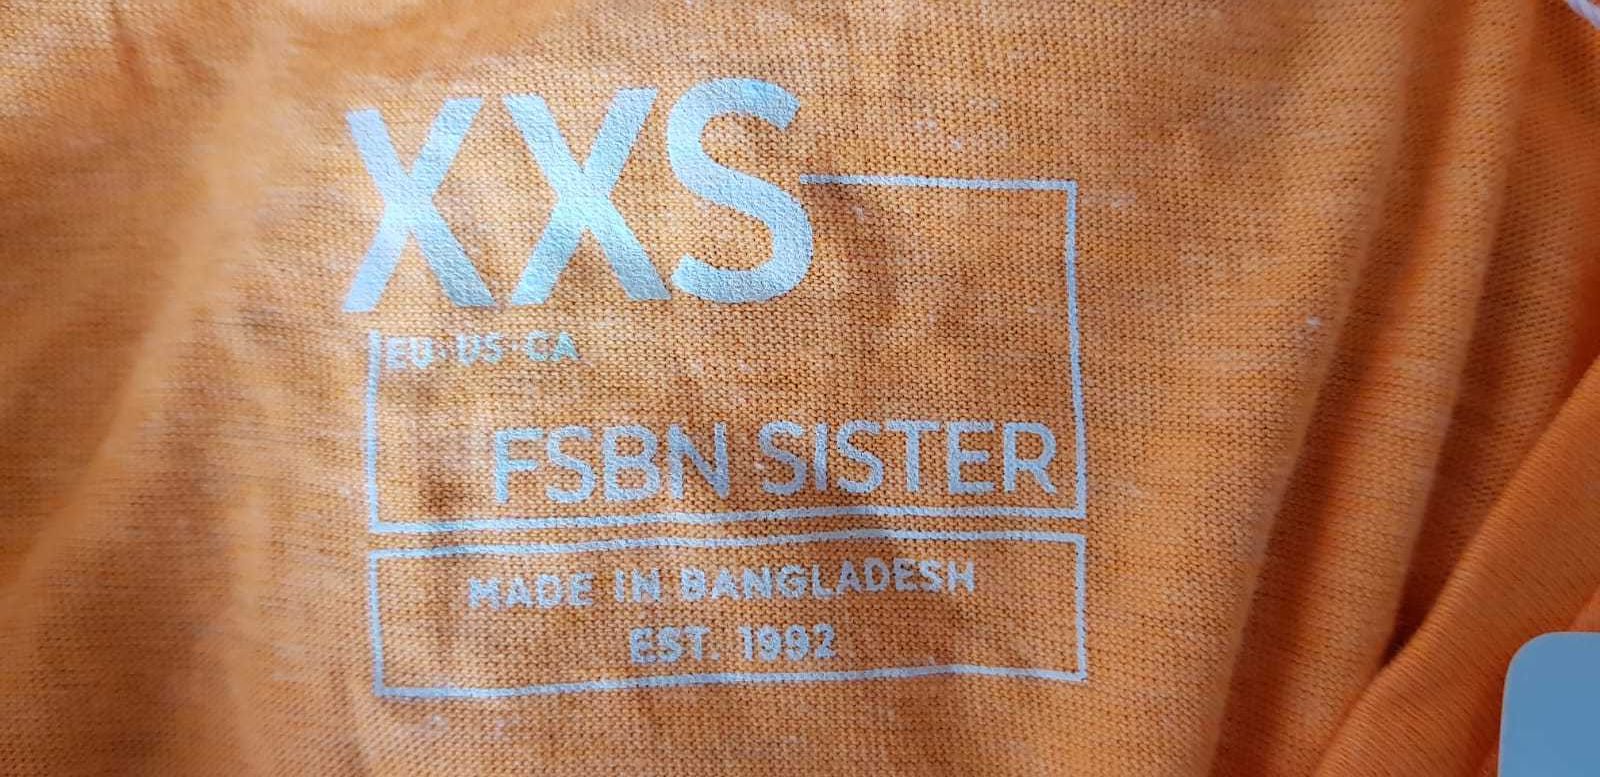 XXS
EU·US·CA
FSBN SISTER
MADE IN BANGLADESH
EST. 1992